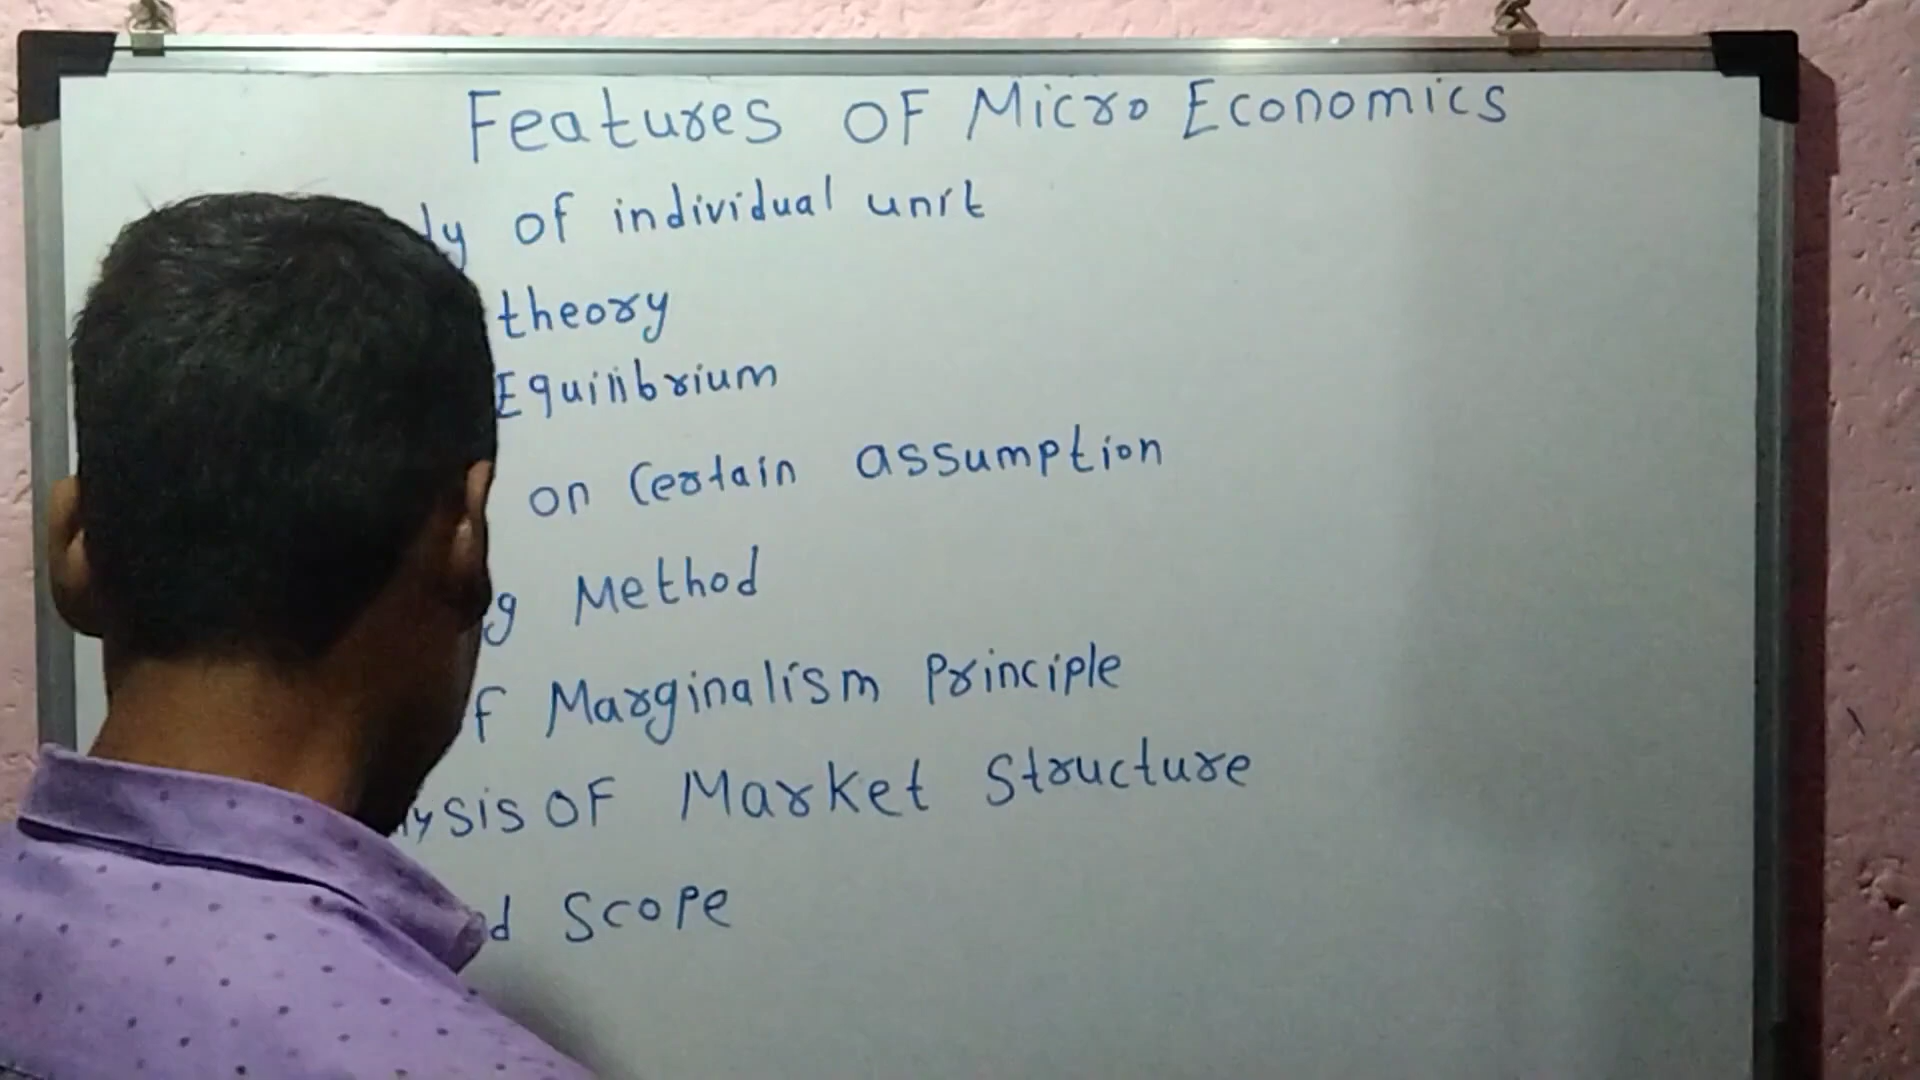 Features OF Micro Economics
of individual unit
theory
Equilibrium
on Certain assumption
Method
Marginalism Principle
OF Market Structure
Scope